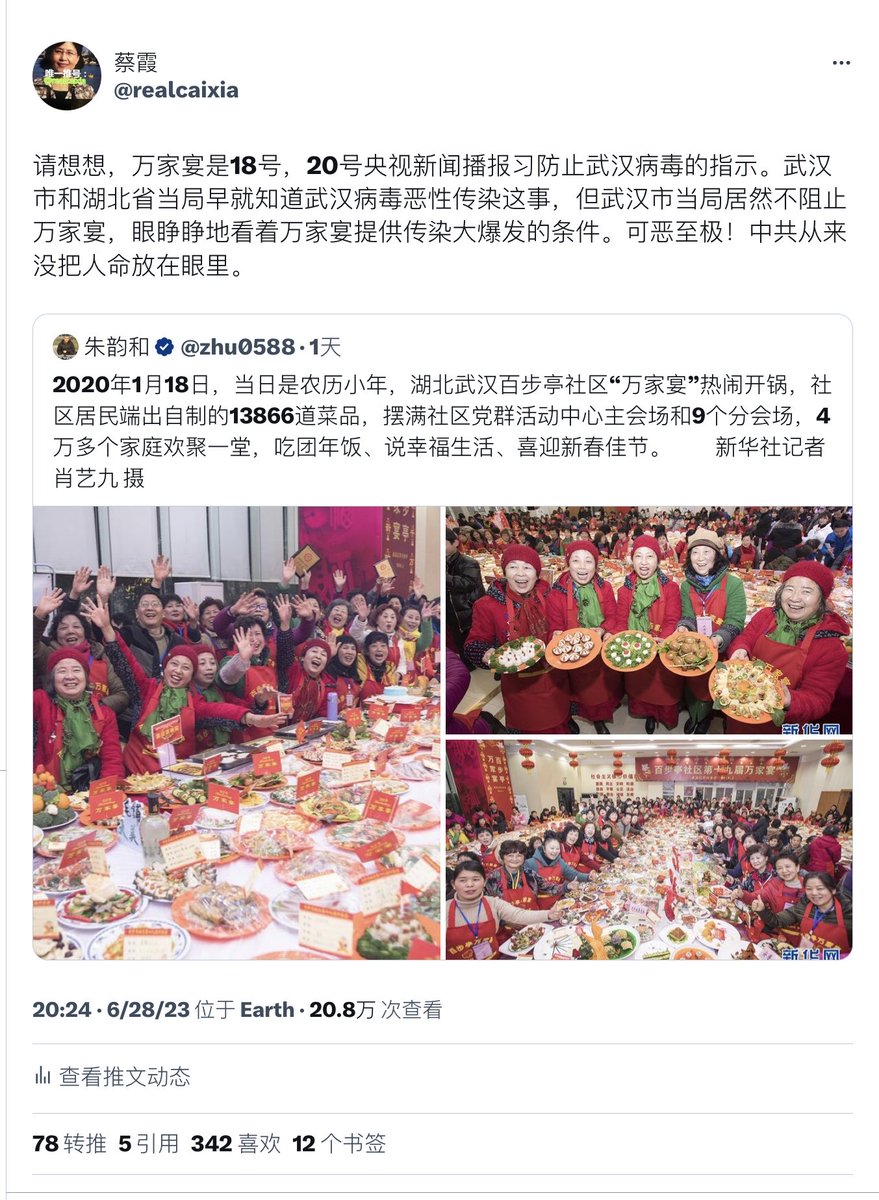 蔡霞
@realcaixia
请想想，万家宴是18号，20号央视新闻播报习防止武汉病毒的指示。武汉
市和湖北省当局早就知道武汉病毒恶性传染这事，但武汉市当局居然不阻止
万家宴，眼睁睁地看着万家宴提供传染大爆发的条件。可恶至极！中共从来
没把人命放在眼里。
朱韵和 @zhu0588·1天
2020年1月18日，当日是农历小年，湖北武汉百步亭社区“万家宴”热闹开锅，社
区居民端出自制的13866道菜品，摆满社区党群活动中心主会场和9个分会场，4
万多个家庭欢聚一堂，吃团年饭、说幸福生活、喜迎新春佳节。 新华社记者
肖艺九 摄
万家宴
新华网
百步亭社区第二十九届万家宴
新华网
20:24 · 6/28/23 位于 Earth · 20.8万 次查看
查看推文动态
78 转推 5 引用 342 喜欢 12 个书签